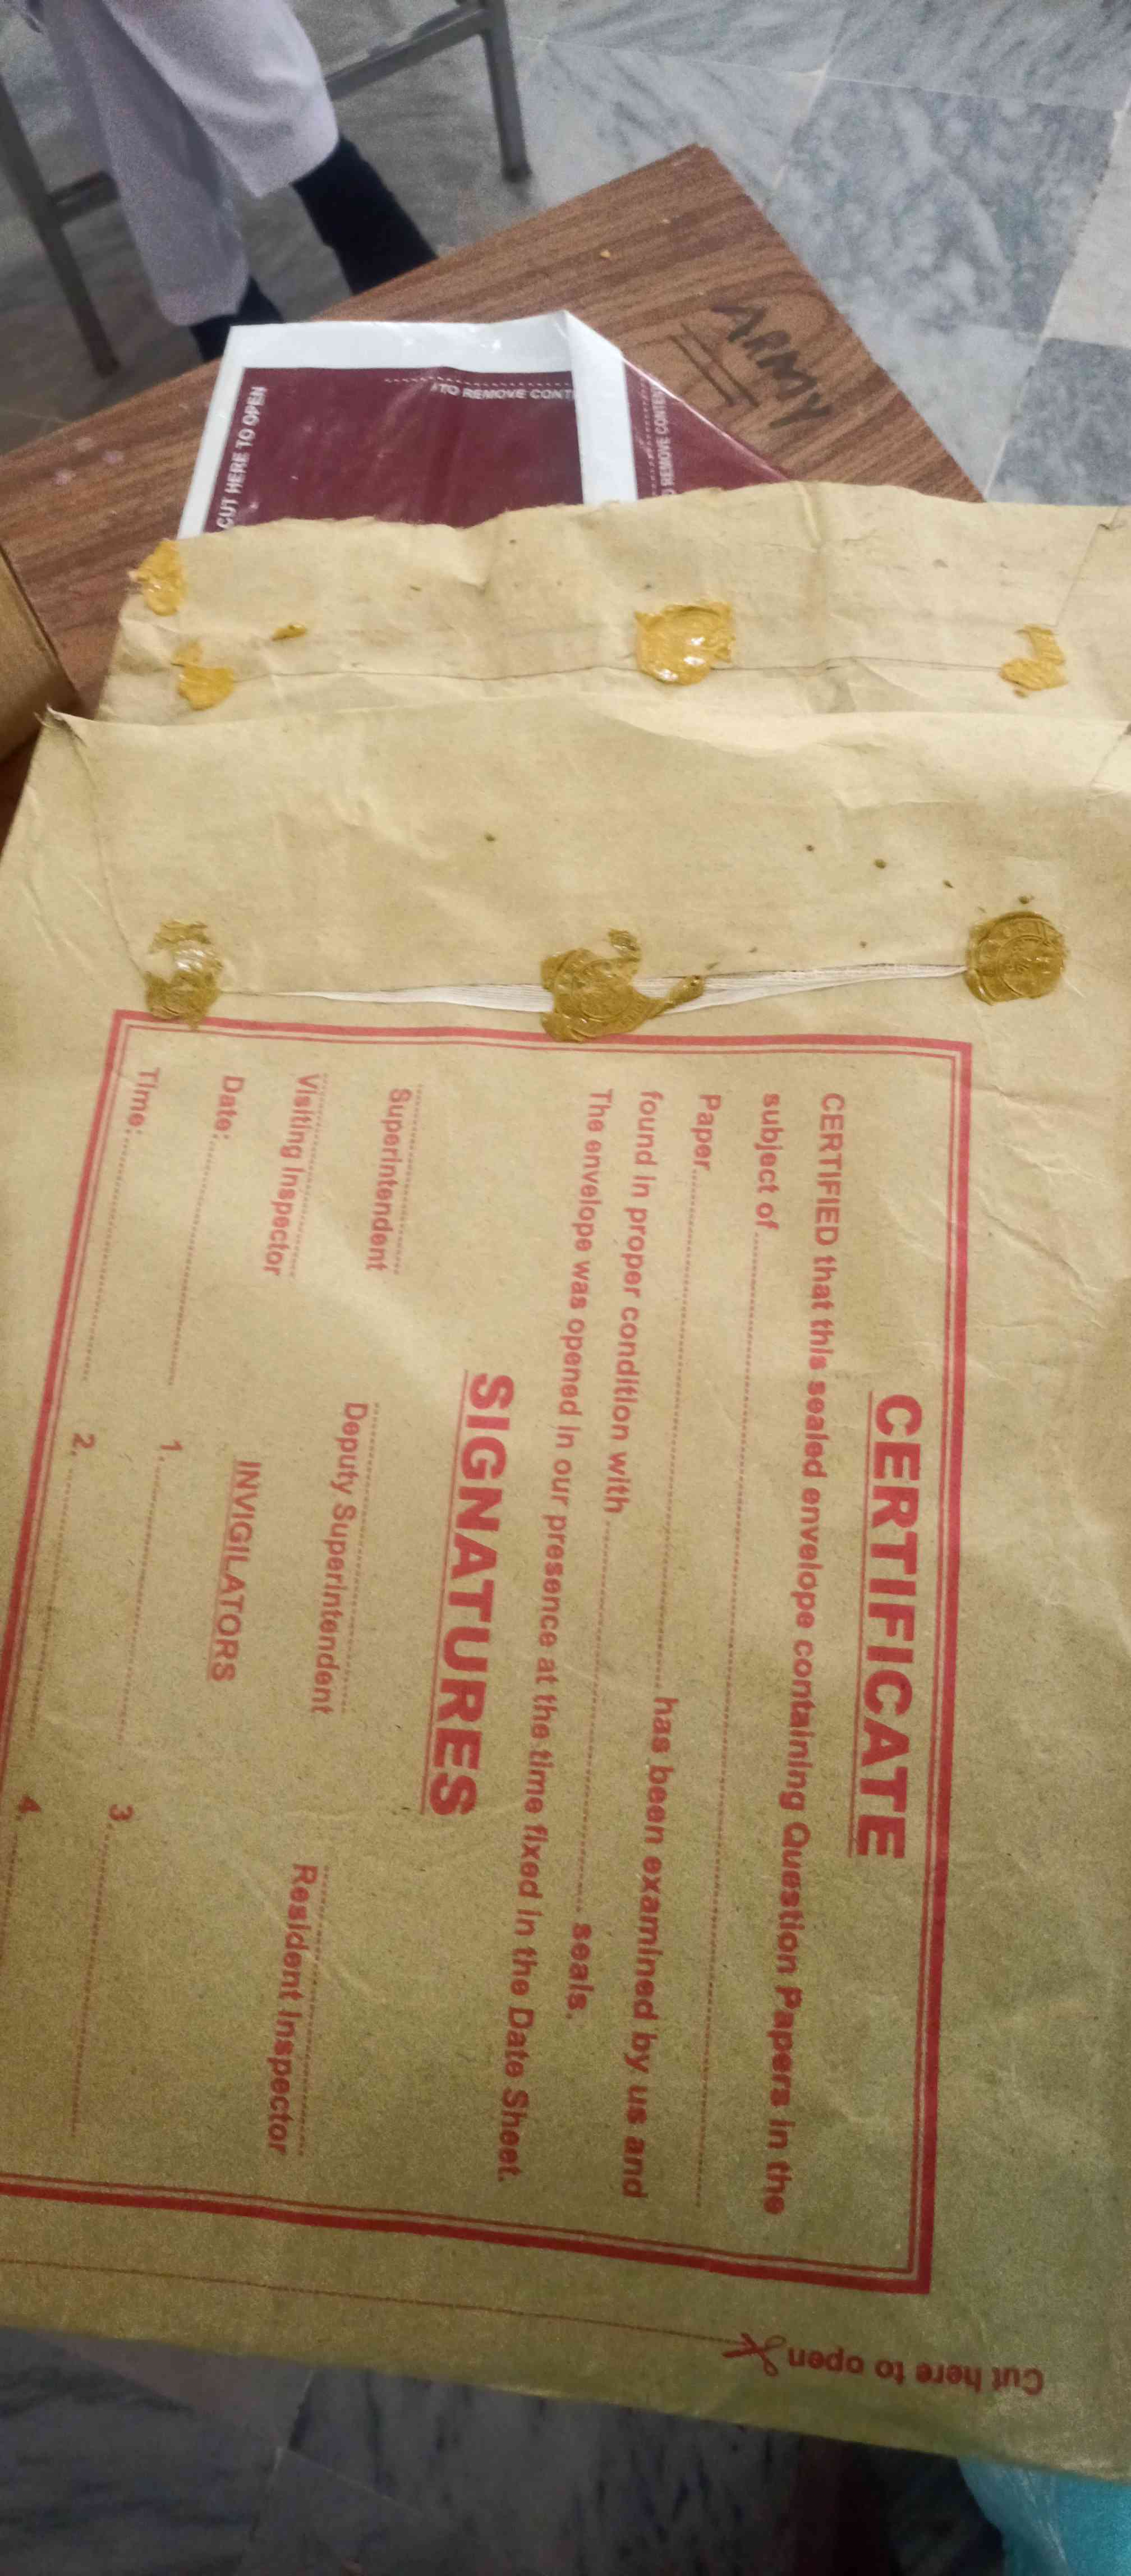 ARMY
CUT HERE TO OPEN
TO REMOVE CONT
REMOVE CONTEN
CERTIFICATE
CERTIFIED that this sealed envelope containing Question Papers in the
subject of
Paper has been examined by us and
found in proper condition with seals.
The envelope was opened in our presence at the time fixed in the Date Sheet.
SIGNATURES
Superintendent Deputy Superintendent Resident Inspector
Visiting Inspector
INVIGILATORS
Date: 1. 3.
Time: 2. 4.
Cut here to open